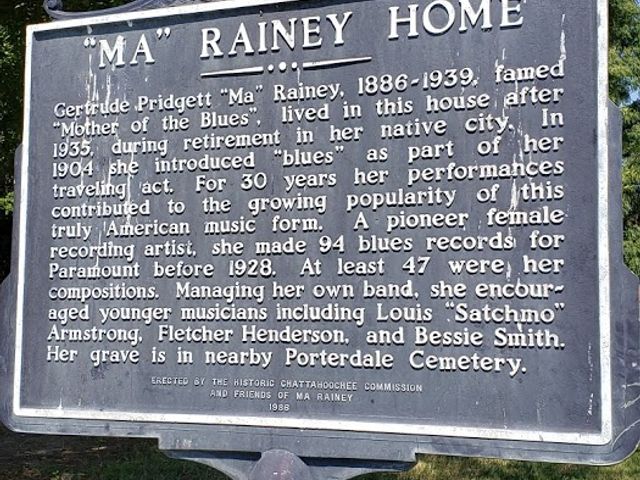 "MA" RAINEY HOME
Gertrude Pridgett "Ma" Rainey, 1886-1939, famed
"Mother of the Blues", lived in this house after
1935 during retirement in her native city. In
1904 she introduced "blues" as part of her
traveling act. For 30 years her performances
contributed to the growing popularity of this
truly American music form. A pioneer female
recording artist, she made 94 blues records for
Paramount before 1928. At least 47 were her
compositions. Managing her own band, she encour-
aged younger musicians including Louis "Satchmo"
Armstrong, Fletcher Henderson, and Bessie Smith.
Her grave is in nearby Porterdale Cemetery.
ERECTED BY THE HISTORIC CHATTAHOOCHEE COMMISSION
AND FRIENDS OF MA RAINEY
1988